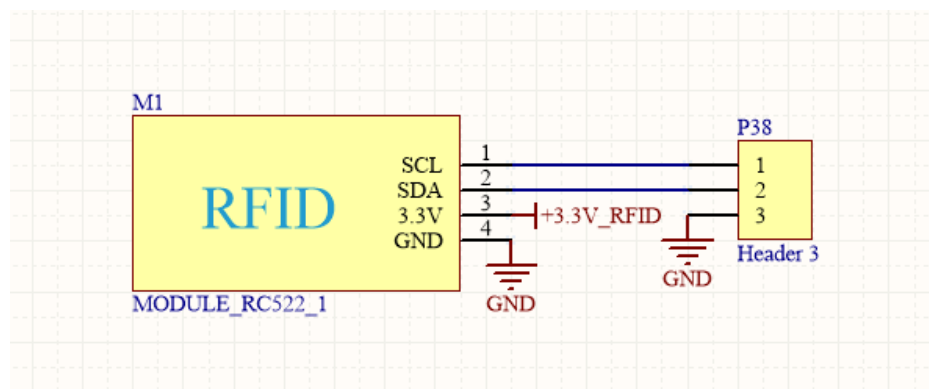 M1
RFID
SCL 1
SDA 2
3.3V 3
GND 4
MODULE_RC522_1
+3.3V_RFID
GND
P38
1
2
3
Header 3
GND